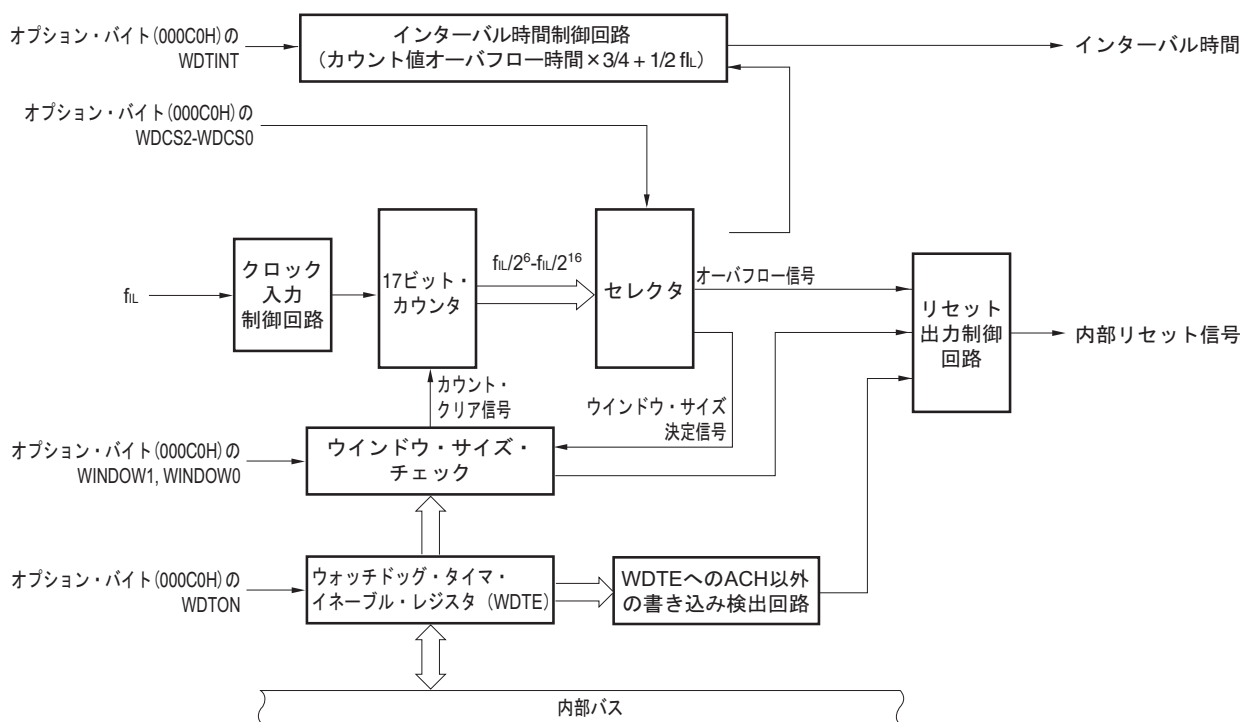 オプション・バイト(000C0H)の
WDTINT
インターバル時間制御回路
(カウント値オーバフロー時間×3/4 + 1/2 fIL)
インターバル時間
オプション・バイト(000C0H)の
WDCS2-WDCS0
fIL
クロック
入力
制御回路
17ビット・
カウンタ
fIL/2^6-fIL/2^16
セレクタ
オーバフロー信号
リセット
出力制御
回路
内部リセット信号
カウント・
クリア信号
ウインドウ・サイズ
決定信号
オプション・バイト(000C0H)の
WINDOW1, WINDOW0
ウインドウ・サイズ・
チェック
オプション・バイト(000C0H)の
WDTON
ウォッチドッグ・タイマ・
イネーブル・レジスタ (WDTE)
WDTEへのACH以外
の書き込み検出回路
内部バス